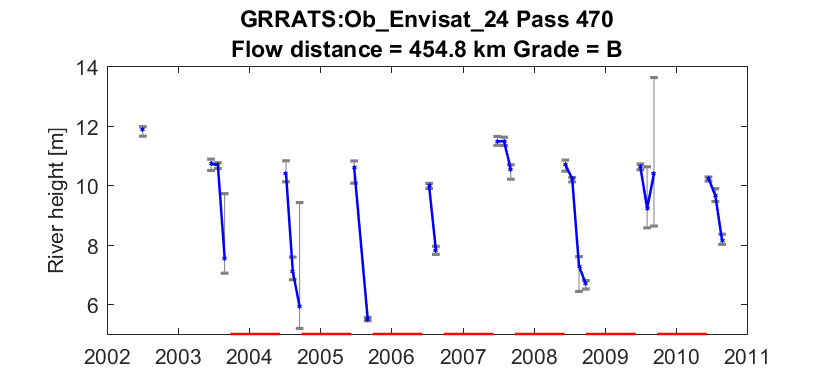 GRRATS:Ob_Envisat_24 Pass 470
Flow distance = 454.8 km Grade = B
River height [m]
14
12
10
8
6
2002 2003 2004 2005 2006 2007 2008 2009 2010 2011